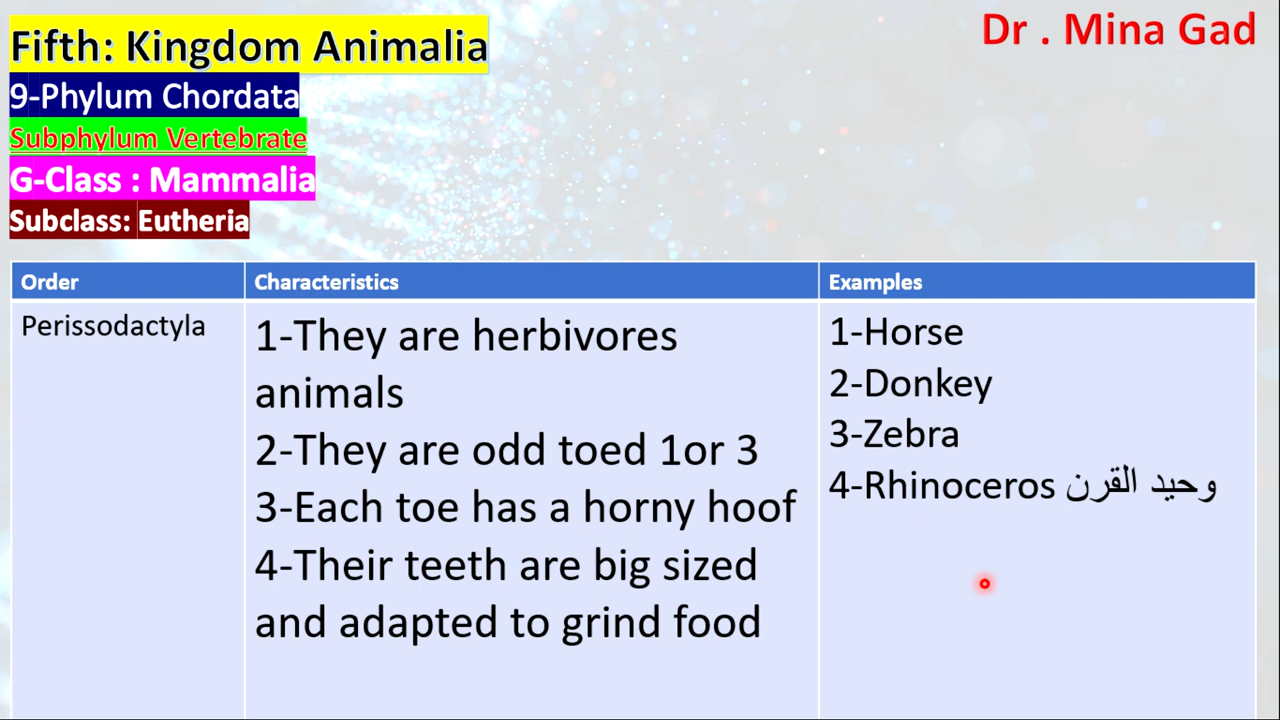 Fifth: Kingdom Animalia
Dr . Mina Gad
9-Phylum Chordata
Subphylum Vertebrate
G-Class : Mammalia
Subclass: Eutheria
Order
Characteristics
Examples
Perissodactyla
1-They are herbivores
animals
2-They are odd toed 1or 3
3-Each toe has a horny hoof
4-Their teeth are big sized
and adapted to grind food
1-Horse
2-Donkey
3-Zebra
4-Rhinoceros وحيد القرن